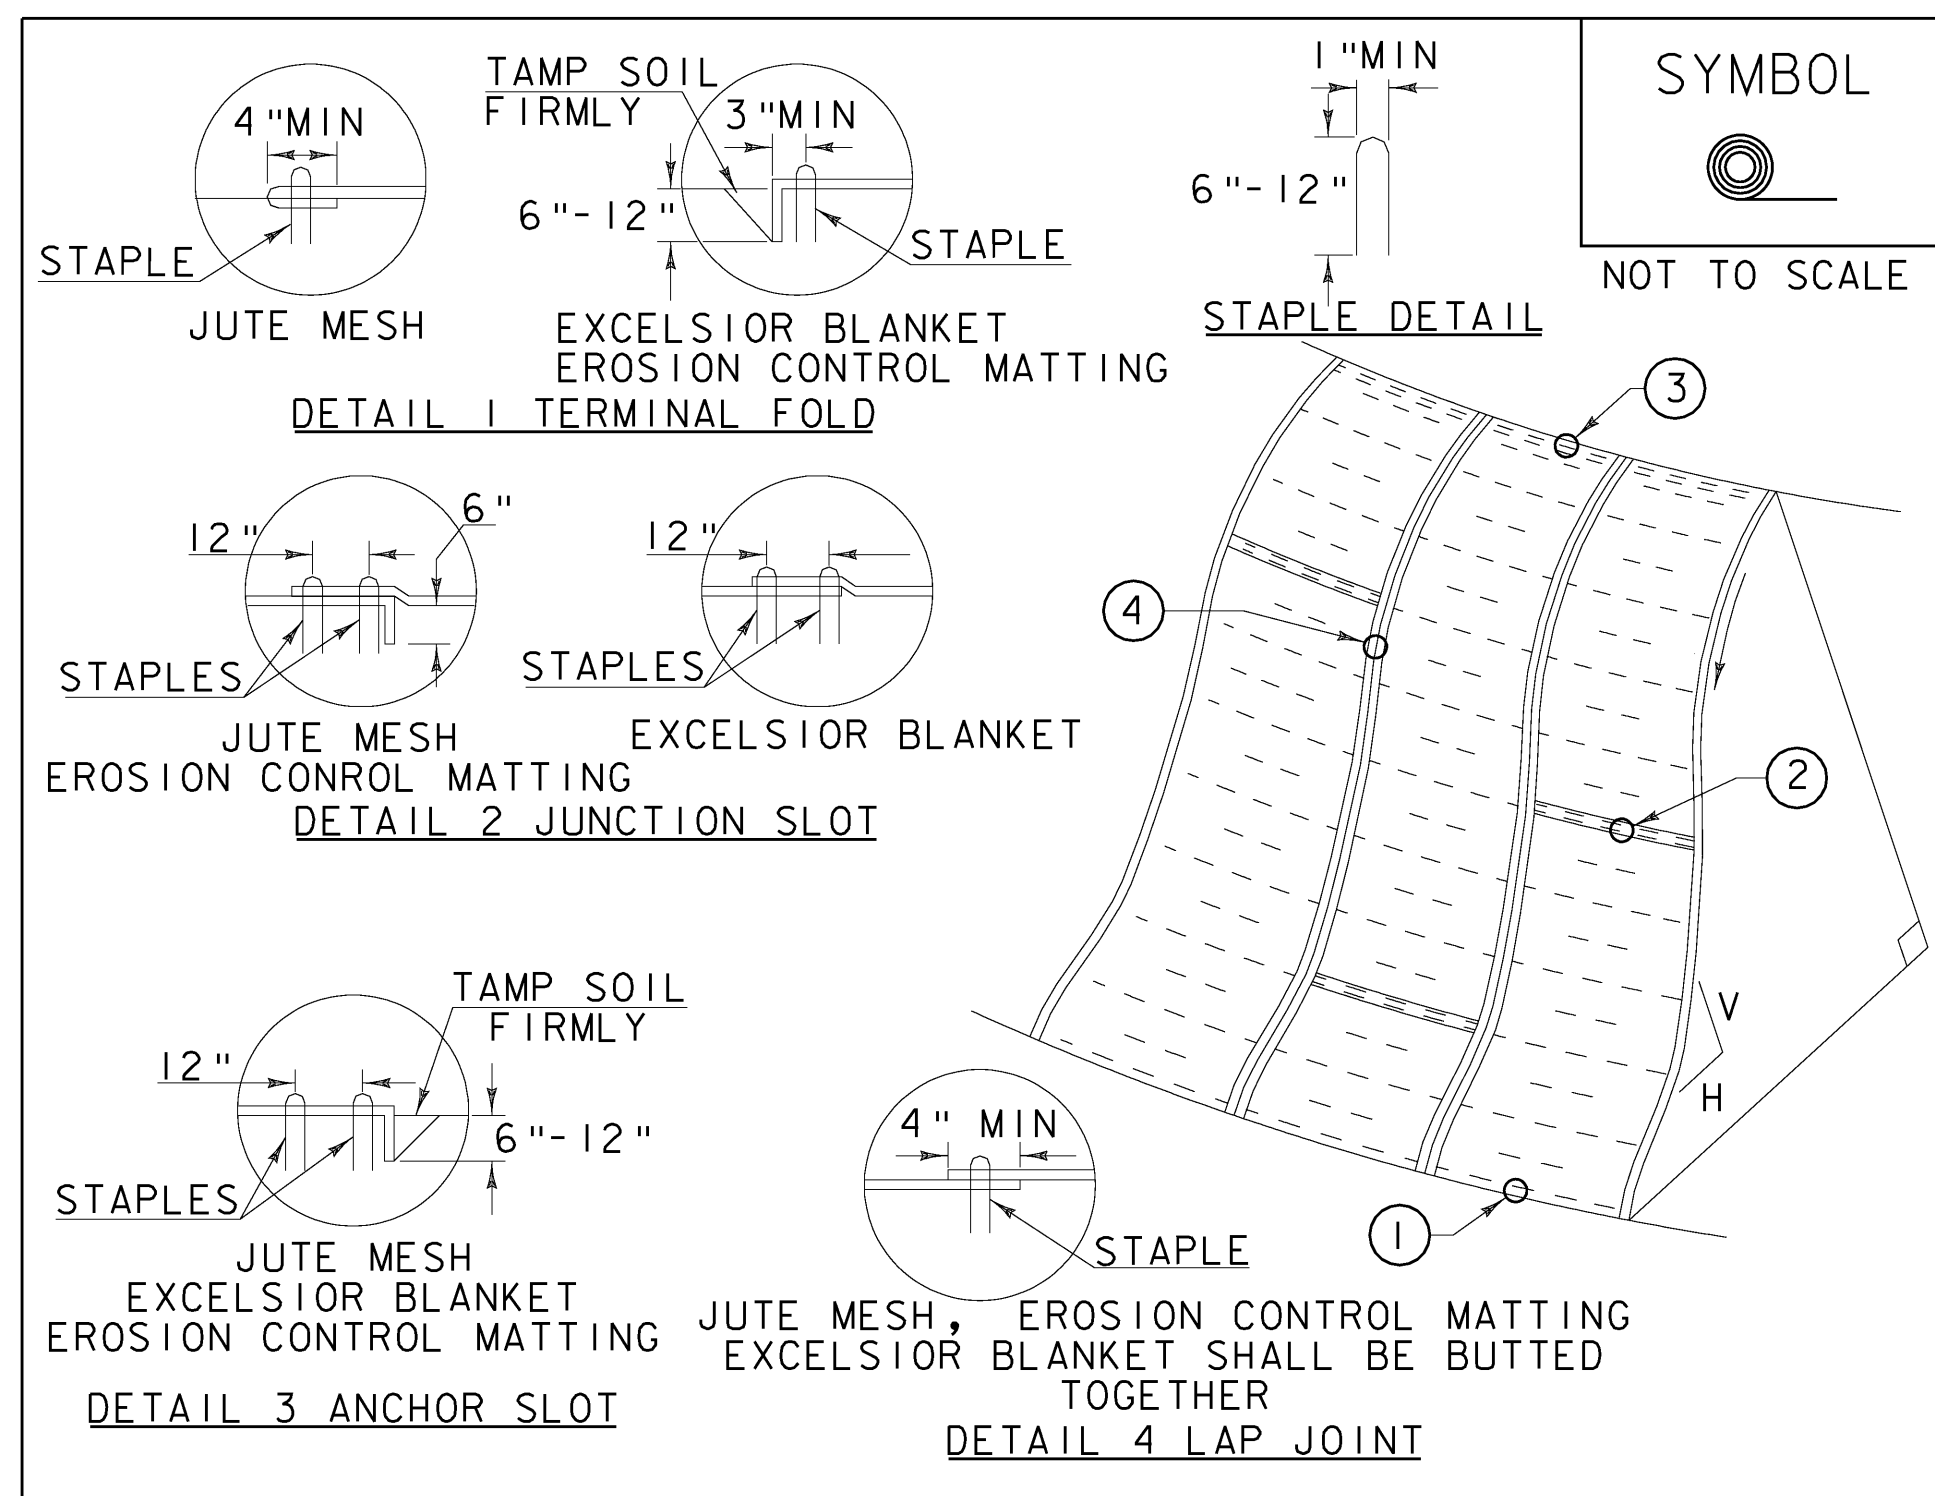 TAMP SOIL
FIRMLY
4"MIN
3"MIN
6"-12"
STAPLE
STAPLE
JUTE MESH
EXCELSIOR BLANKET
EROSION CONTROL MATTING
DETAIL 1 TERMINAL FOLD
1"MIN
6"-12"
STAPLE DETAIL
SYMBOL
NOT TO SCALE
12"
6"
STAPLES
JUTE MESH
EROSION CONROL MATTING
12"
STAPLES
EXCELSIOR BLANKET
DETAIL 2 JUNCTION SLOT
3
4
2
V
H
1
TAMP SOIL
FIRMLY
12"
6"-12"
STAPLES
JUTE MESH
EXCELSIOR BLANKET
EROSION CONTROL MATTING
DETAIL 3 ANCHOR SLOT
4" MIN
STAPLE
JUTE MESH, EROSION CONTROL MATTING
EXCELSIOR BLANKET SHALL BE BUTTED
TOGETHER
DETAIL 4 LAP JOINT